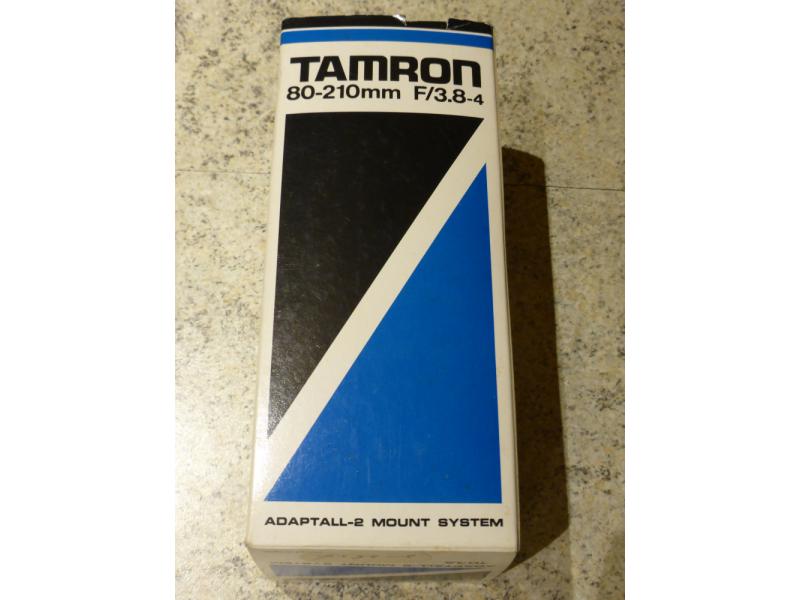 TAMRON
80-210mm F/3.8-4
ADAPTALL-2 MOUNT SYSTEM